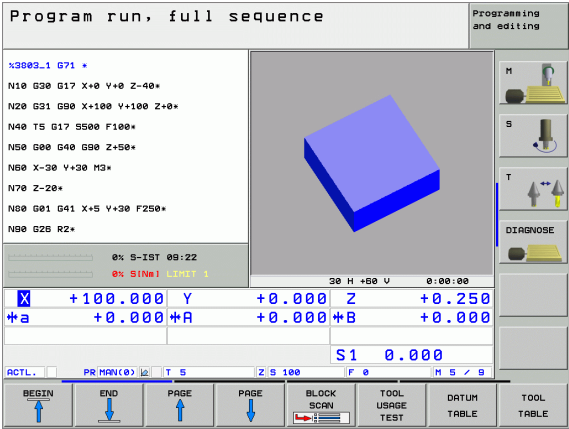 Program run, full sequence
Programming
and editing
%3803_1 G71 *
N10 G30 G17 X+0 Y+0 Z-40*
N20 G31 G90 X+100 Y+100 Z+0*
N40 T5 G17 S500 F100*
N50 G00 G40 G90 Z+50*
N60 X-30 Y+30 M3*
N70 Z-20*
N80 G01 G41 X+5 Y+30 F250*
N90 G26 R2*
M
S
T
DIAGNOSE
0% S-IST 09:22
0% S[Nm] LIMIT 1
30 H +60 V 0:00:00
X +100.000 Y +0.000 Z +0.250
a +0.000 A +0.000 B +0.000
S1 0.000
ACTL. PR MAN(0) T 5 Z S 100 F 0 M 5 / 9
BEGIN
END
PAGE
PAGE
BLOCK
SCAN
TOOL
USAGE
TEST
DATUM
TABLE
TOOL
TABLE